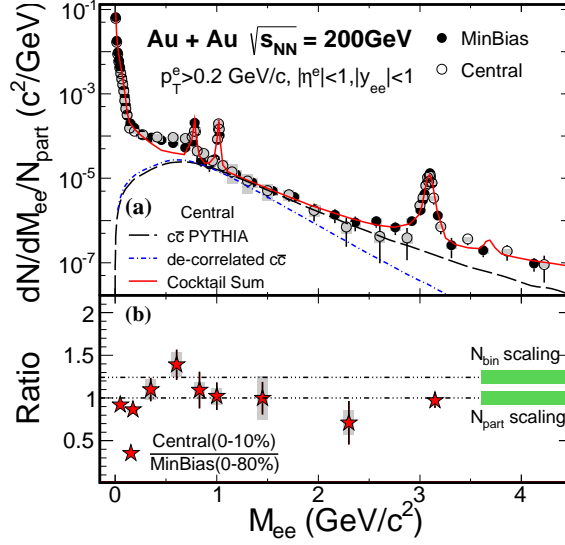 dN/dM_ee/N_part (c²/GeV)
10⁻¹
10⁻³
10⁻⁵
10⁻⁷
Au + Au √s_NN = 200GeV
p_T^e>0.2 GeV/c, |η^e|<1,|y_ee|<1
MinBias
Central
(a)
Central
cc̄ PYTHIA
de-correlated cc̄
Cocktail Sum
(b)
Ratio
2
1.5
1
0.5
N_bin scaling
N_part scaling
Central(0-10%)
MinBias(0-80%)
0 1 2 3 4
M_ee (GeV/c²)